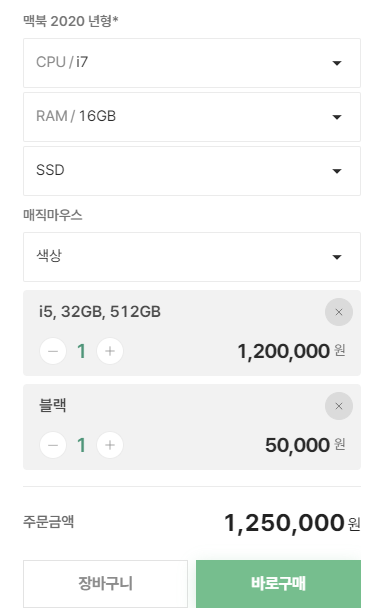 맥북 2020 년형*
CPU / i7
RAM / 16GB
SSD
매직마우스
색상
i5, 32GB, 512GB
1 1,200,000 원
블랙
1 50,000 원
주문금액 1,250,000 원
장바구니 바로구매